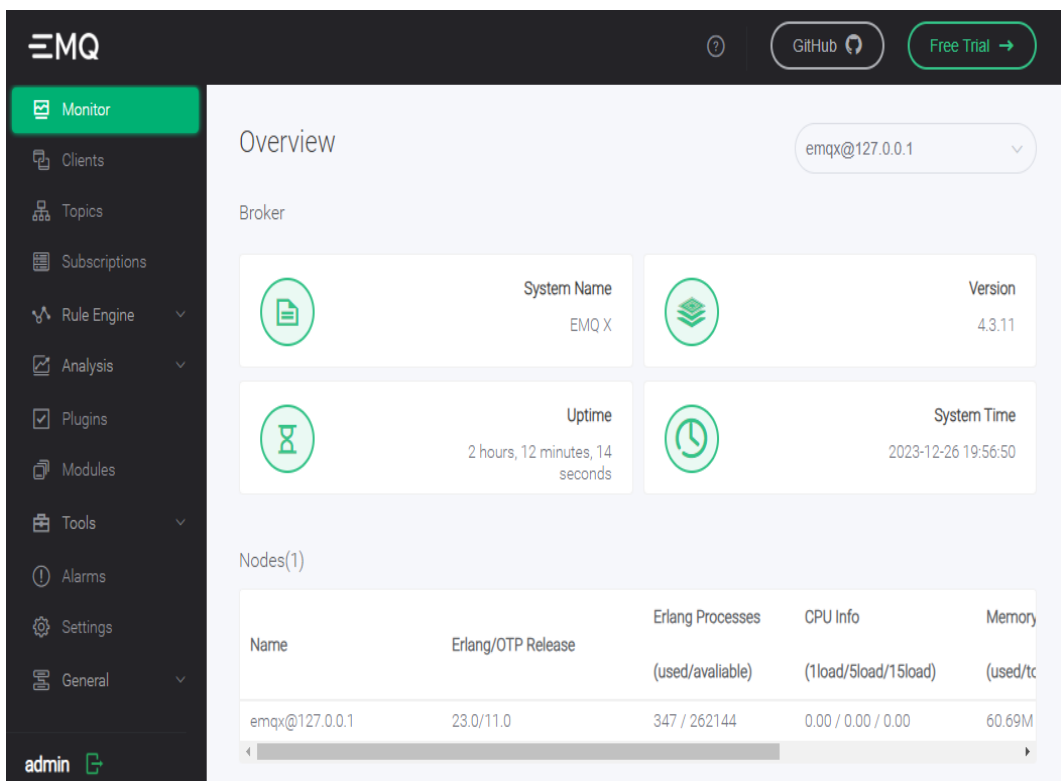 EMQ
GitHub
Free Trial →
Monitor
Clients
Topics
Subscriptions
Rule Engine
Analysis
Plugins
Modules
Tools
Alarms
Settings
General
admin
Overview
emqx@127.0.0.1
Broker
System Name
EMQ X
Version
4.3.11
Uptime
2 hours, 12 minutes, 14
seconds
System Time
2023-12-26 19:56:50
Nodes(1)
Name
Erlang/OTP Release
Erlang Processes
(used/avaliable)
CPU Info
(1load/5load/15load)
Memory
(used/to
emqx@127.0.0.1
23.0/11.0
347 / 262144
0.00 / 0.00 / 0.00
60.69M